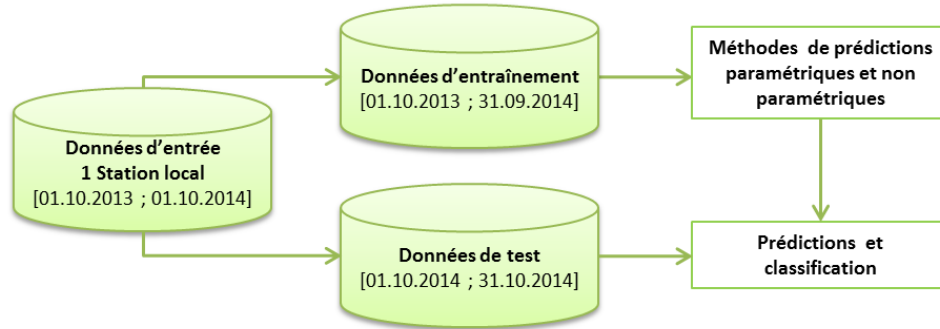 Données d'entrée
1 Station local
[01.10.2013 ; 01.10.2014]
Données d'entraînement
[01.10.2013 ; 31.09.2014]
Méthodes de prédictions
paramétriques et non
paramétriques
Données de test
[01.10.2014 ; 31.10.2014]
Prédictions et
classification